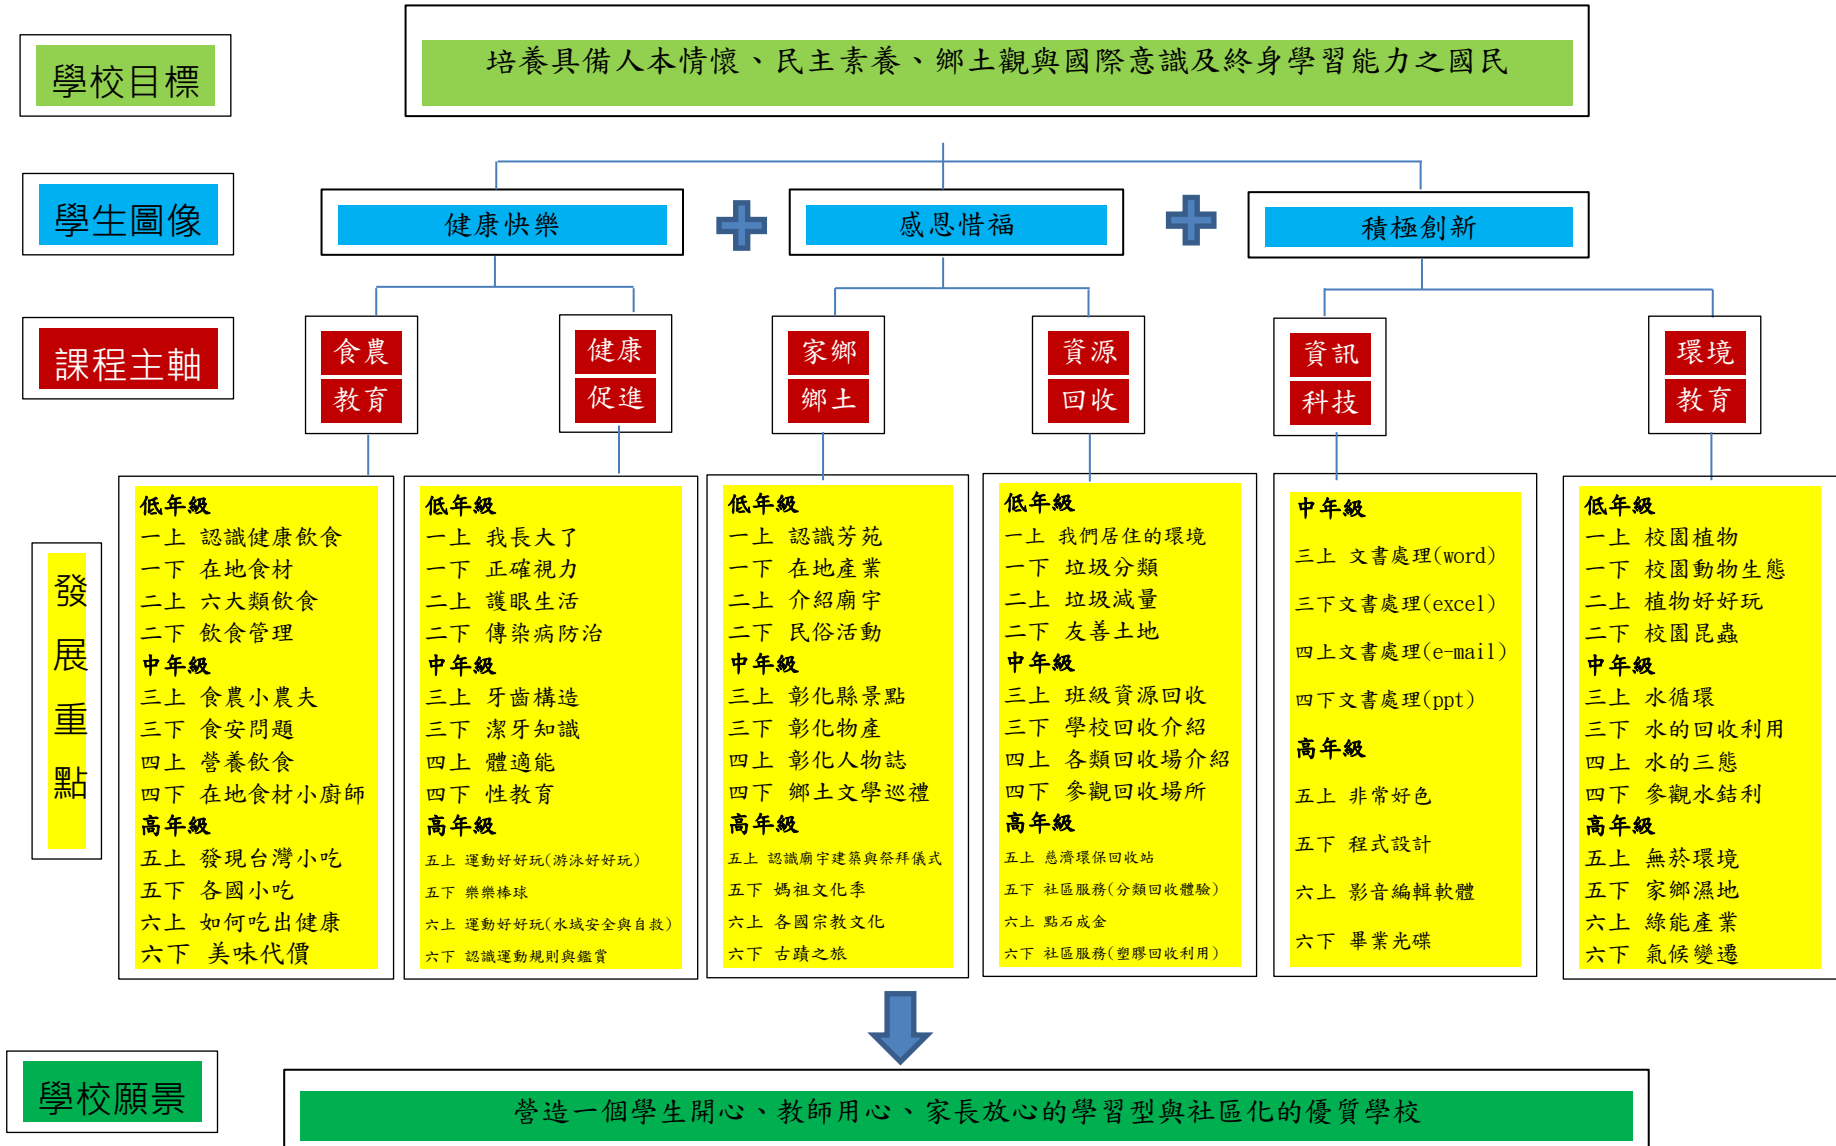 學校目標
培養具備人本情懷、民主素養、鄉土觀與國際意識及終身學習能力之國民
學生圖像
健康快樂
感恩惜福
積極創新
課程主軸
食農
教育
健康
促進
家鄉
鄉土
資源
回收
資訊
科技
環境
教育
發
展
重
點
低年級
一上 認識健康飲食
一下 在地食材
二上 六大類飲食
二下 飲食管理
中年級
三上 食農小農夫
三下 食安問題
四上 營養飲食
四下 在地食材小廚師
高年級
五上 發現台灣小吃
五下 各國小吃
六上 如何吃出健康
六下 美味代價
低年級
一上 我長大了
一下 正確視力
二上 護眼生活
二下 傳染病防治
中年級
三上 牙齒構造
三下 潔牙知識
四上 體適能
四下 性教育
高年級
五上 運動好好玩(游泳好好玩)
五下 樂樂棒球
六上 運動好好玩(水域安全與自救)
六下 認識運動規則與鑑賞
低年級
一上 認識芳苑
一下 在地產業
二上 介紹廟宇
二下 民俗活動
中年級
三上 彰化縣景點
三下 彰化物產
四上 彰化人物誌
四下 鄉土文學巡禮
高年級
五上 認識廟宇建築與祭拜儀式
五下 媽祖文化季
六上 各國宗教文化
六下 古蹟之旅
低年級
一上 我們居住的環境
一下 垃圾分類
二上 垃圾減量
二下 友善土地
中年級
三上 班級資源回收
三下 學校回收介紹
四上 各類回收場介紹
四下 參觀回收場所
高年級
五上 慈濟環保回收站
五下 社區服務(分類回收體驗)
六上 點石成金
六下 社區服務(塑膠回收利用)
中年級
三上 文書處理(word)
三下文書處理(excel)
四上文書處理(e-mail)
四下文書處理(ppt)
高年級
五上 非常好色
五下 程式設計
六上 影音編輯軟體
六下 畢業光碟
低年級
一上 校園植物
一下 校園動物生態
二上 植物好好玩
二下 校園昆蟲
中年級
三上 水循環
三下 水的回收利用
四上 水的三態
四下 參觀水銡利
高年級
五上 無菸環境
五下 家鄉濕地
六上 綠能產業
六下 氣候變遷
學校願景
營造一個學生開心、教師用心、家長放心的學習型與社區化的優質學校